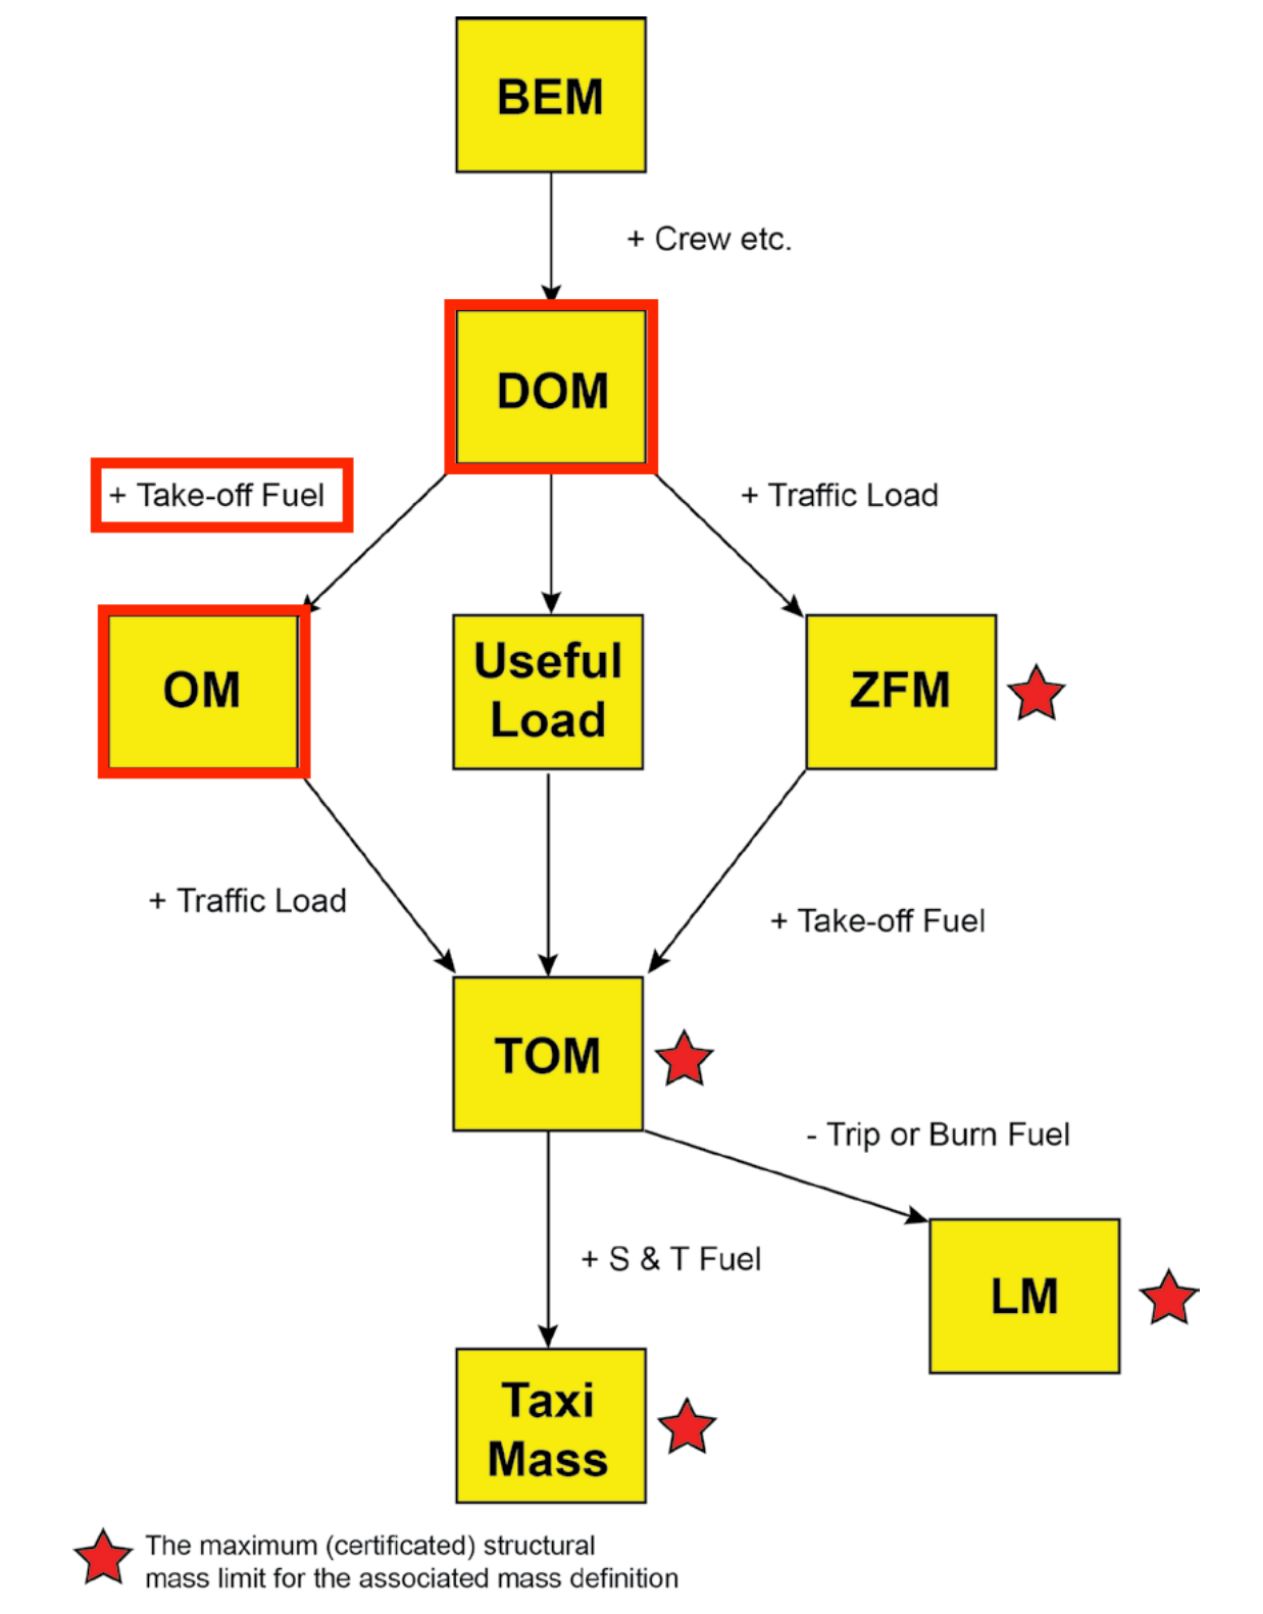 BEM
+ Crew etc.
DOM
+ Take-off Fuel
+ Traffic Load
OM
Useful
Load
ZFM
+ Traffic Load
+ Take-off Fuel
TOM
- Trip or Burn Fuel
+ S & T Fuel
LM
Taxi
Mass
The maximum (certificated) structural
mass limit for the associated mass definition